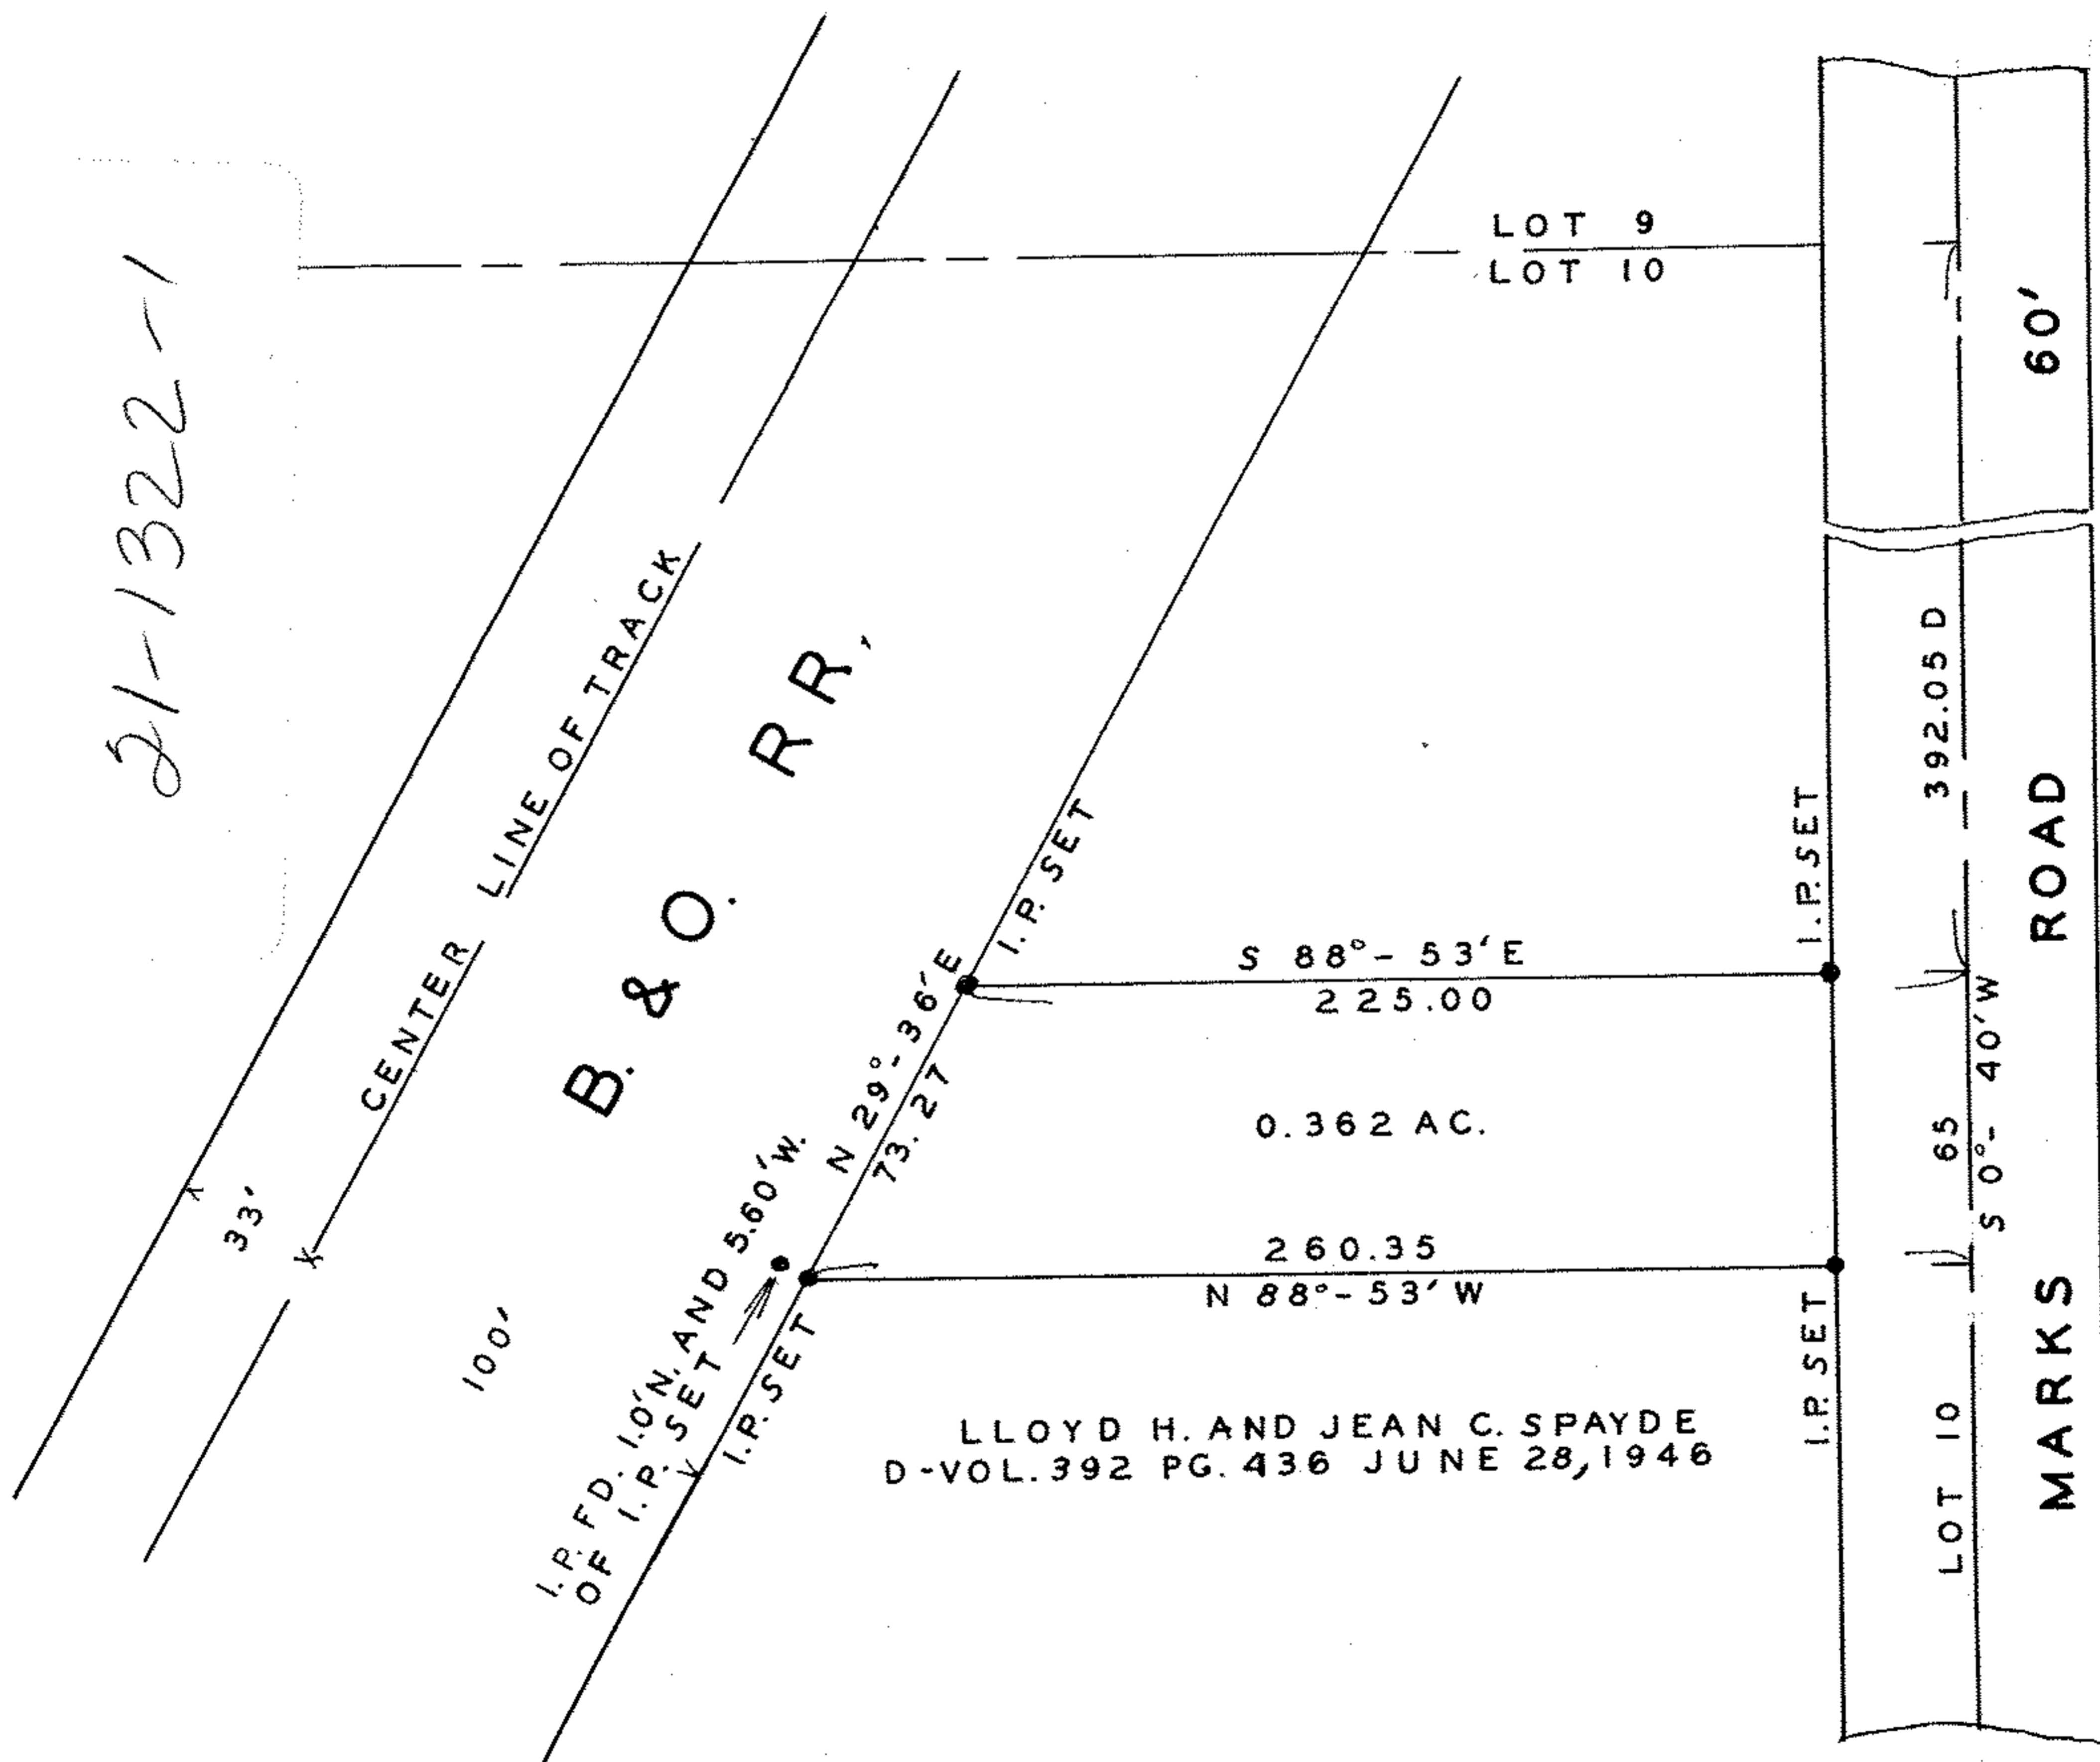 21-1322-1
LOT 9
LOT 10
60'
CENTER LINE OF TRACK
B. & O. R R.
33'
100'
392.05 D
I.P. SET
I.P. SET
S 88°-53'E
225.00
N 29°-36'E
73.27
0.362 AC.
65
S 0°-40'W
260.35
N 88°-53'W
I.P. FD. 1.0'N. AND 5.60'W.
OF I.P. SET
I.P. SET
I.P. SET
LLOYD H. AND JEAN C. SPAYDE
D-VOL. 392 PG. 436 JUNE 28, 1946
LOT 10
MARKS ROAD